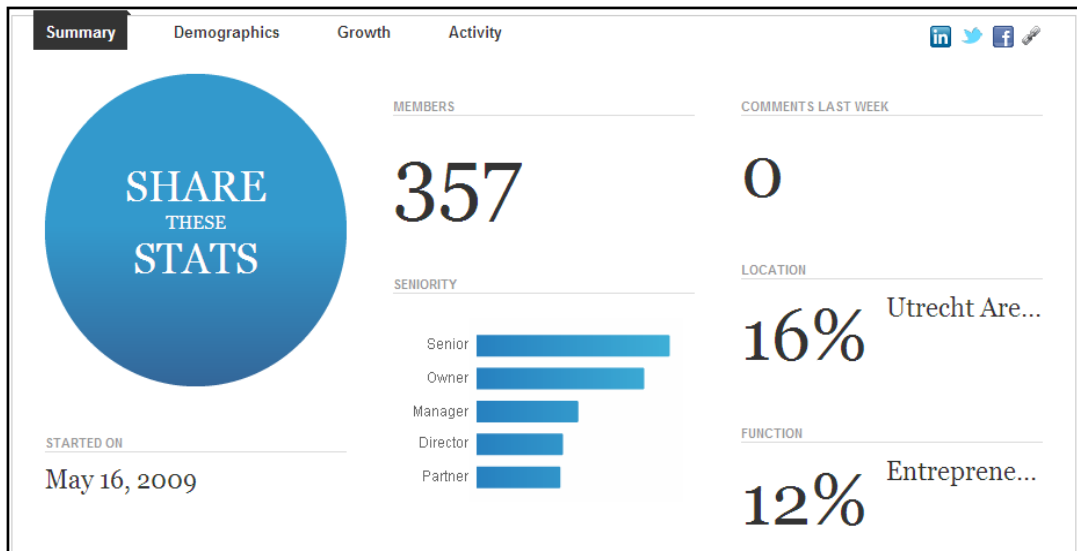 Summary Demographics Growth Activity
in f
SHARE
THESE
STATS
STARTED ON
May 16, 2009
MEMBERS
357
SENIORITY
Senior
Owner
Manager
Director
Partner
COMMENTS LAST WEEK
0
LOCATION
16% Utrecht Are...
FUNCTION
12% Entreprene...